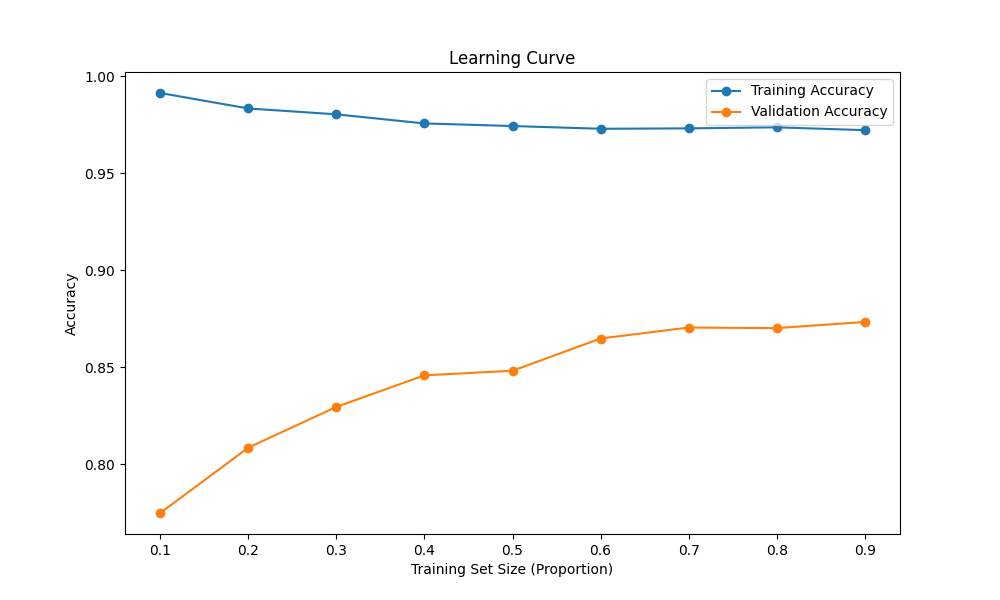 Learning Curve
Training Accuracy
Validation Accuracy
1.00
0.95
0.90
0.85
0.80
Accuracy
0.1 0.2 0.3 0.4 0.5 0.6 0.7 0.8 0.9
Training Set Size (Proportion)